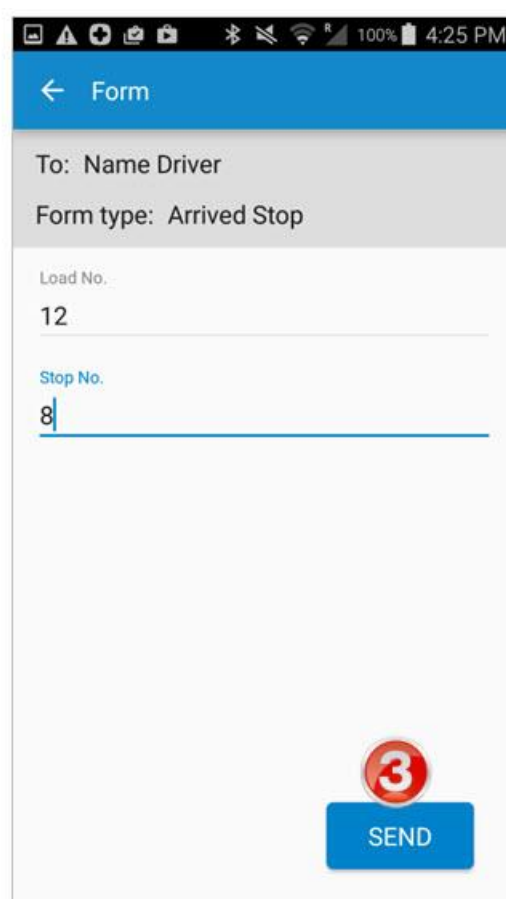 R 100% 4:25 PM
Form
To: Name Driver
Form type: Arrived Stop
Load No.
12
Stop No.
8
3
SEND